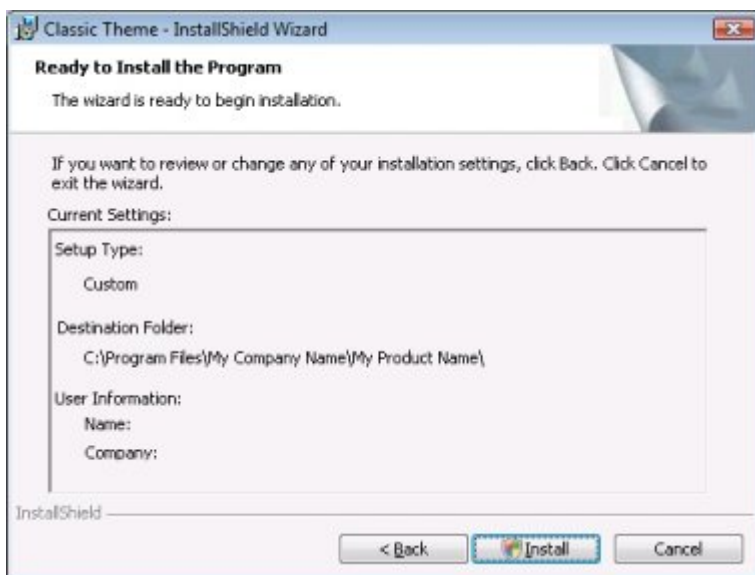 Classic Theme - InstallShield Wizard
Ready to Install the Program
The wizard is ready to begin installation.
If you want to review or change any of your installation settings, click Back. Click Cancel to
exit the wizard.
Current Settings:
Setup Type:
Custom
Destination Folder:
C:\Program Files\My Company Name\My Product Name\
User Information:
Name:
Company:
InstallShield
< Back
Install
Cancel